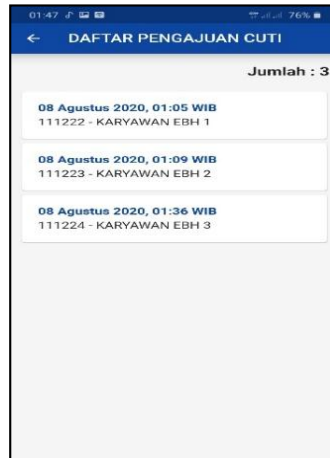 01:47 76%
← DAFTAR PENGAJUAN CUTI
Jumlah : 3
08 Agustus 2020, 01:05 WIB
111222 - KARYAWAN EBH 1
08 Agustus 2020, 01:09 WIB
111223 - KARYAWAN EBH 2
08 Agustus 2020, 01:36 WIB
111224 - KARYAWAN EBH 3